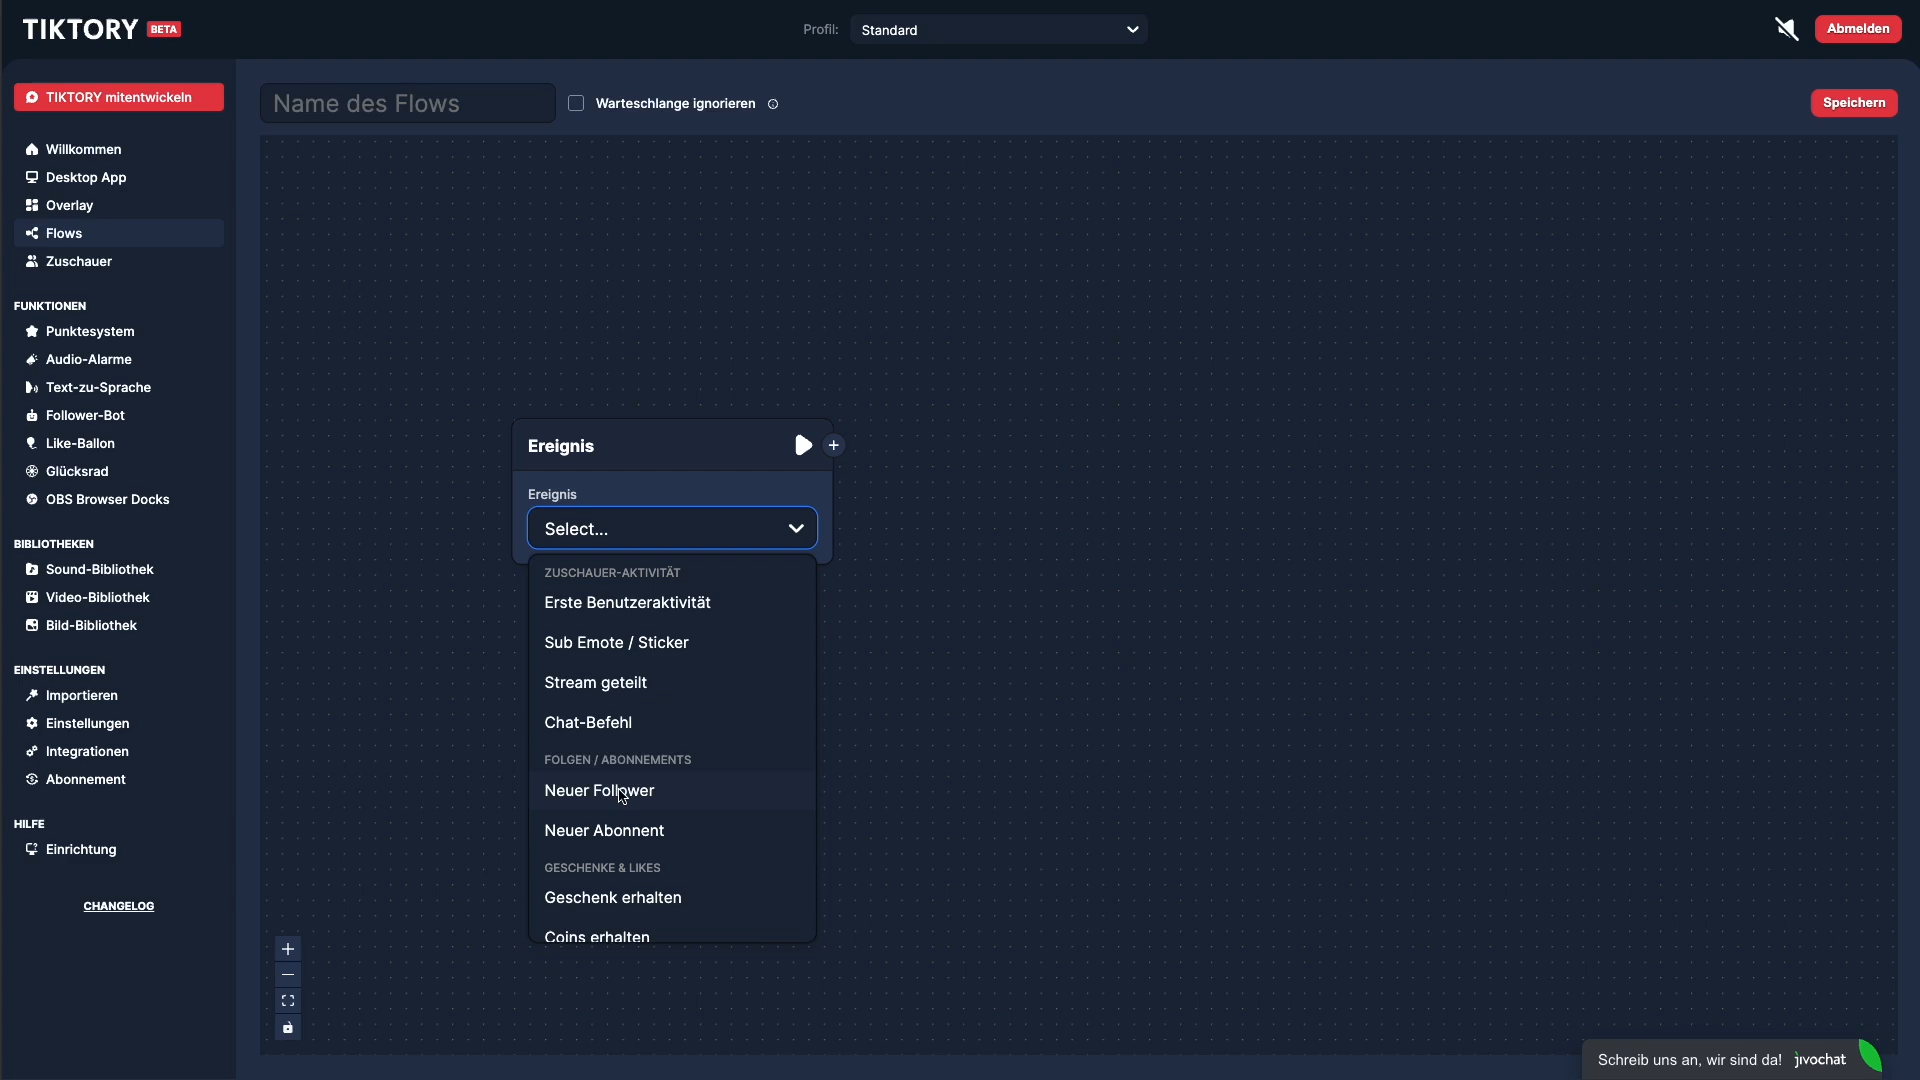 TIKTORY BETA
Profil: Standard
Abmelden
TIKTORY mitentwickeln
Willkommen
Desktop App
Overlay
Flows
Zuschauer
FUNKTIONEN
Punktesystem
Audio-Alarme
Text-zu-Sprache
Follower-Bot
Like-Ballon
Glücksrad
OBS Browser Docks
BIBLIOTHEKEN
Sound-Bibliothek
Video-Bibliothek
Bild-Bibliothek
EINSTELLUNGEN
Importieren
Einstellungen
Integrationen
Abonnement
HILFE
Einrichtung
CHANGELOG
Name des Flows
Warteschlange ignorieren
Speichern
Ereignis
Ereignis
Select...
ZUSCHAUER-AKTIVITÄT
Erste Benutzeraktivität
Sub Emote / Sticker
Stream geteilt
Chat-Befehl
FOLGEN / ABONNEMENTS
Neuer Follower
Neuer Abonnent
GESCHENKE & LIKES
Geschenk erhalten
Coins erhalten
Schreib uns an, wir sind da! jivochat